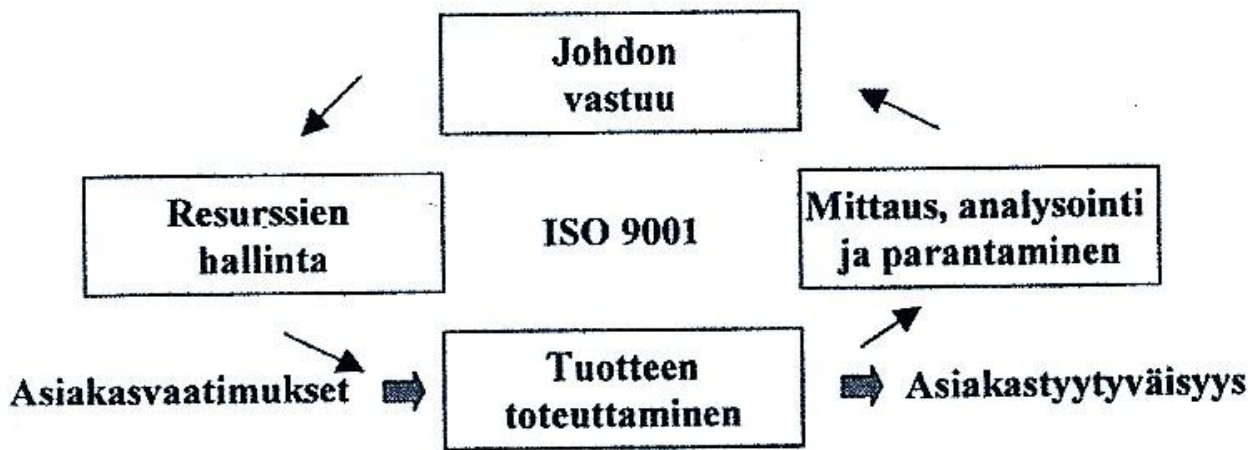 Johdon
vastuu
Resurssien
hallinta
ISO 9001
Mittaus, analysointi
ja parantaminen
Asiakasvaatimukset
Tuotteen
toteuttaminen
Asiakastyytyväisyys